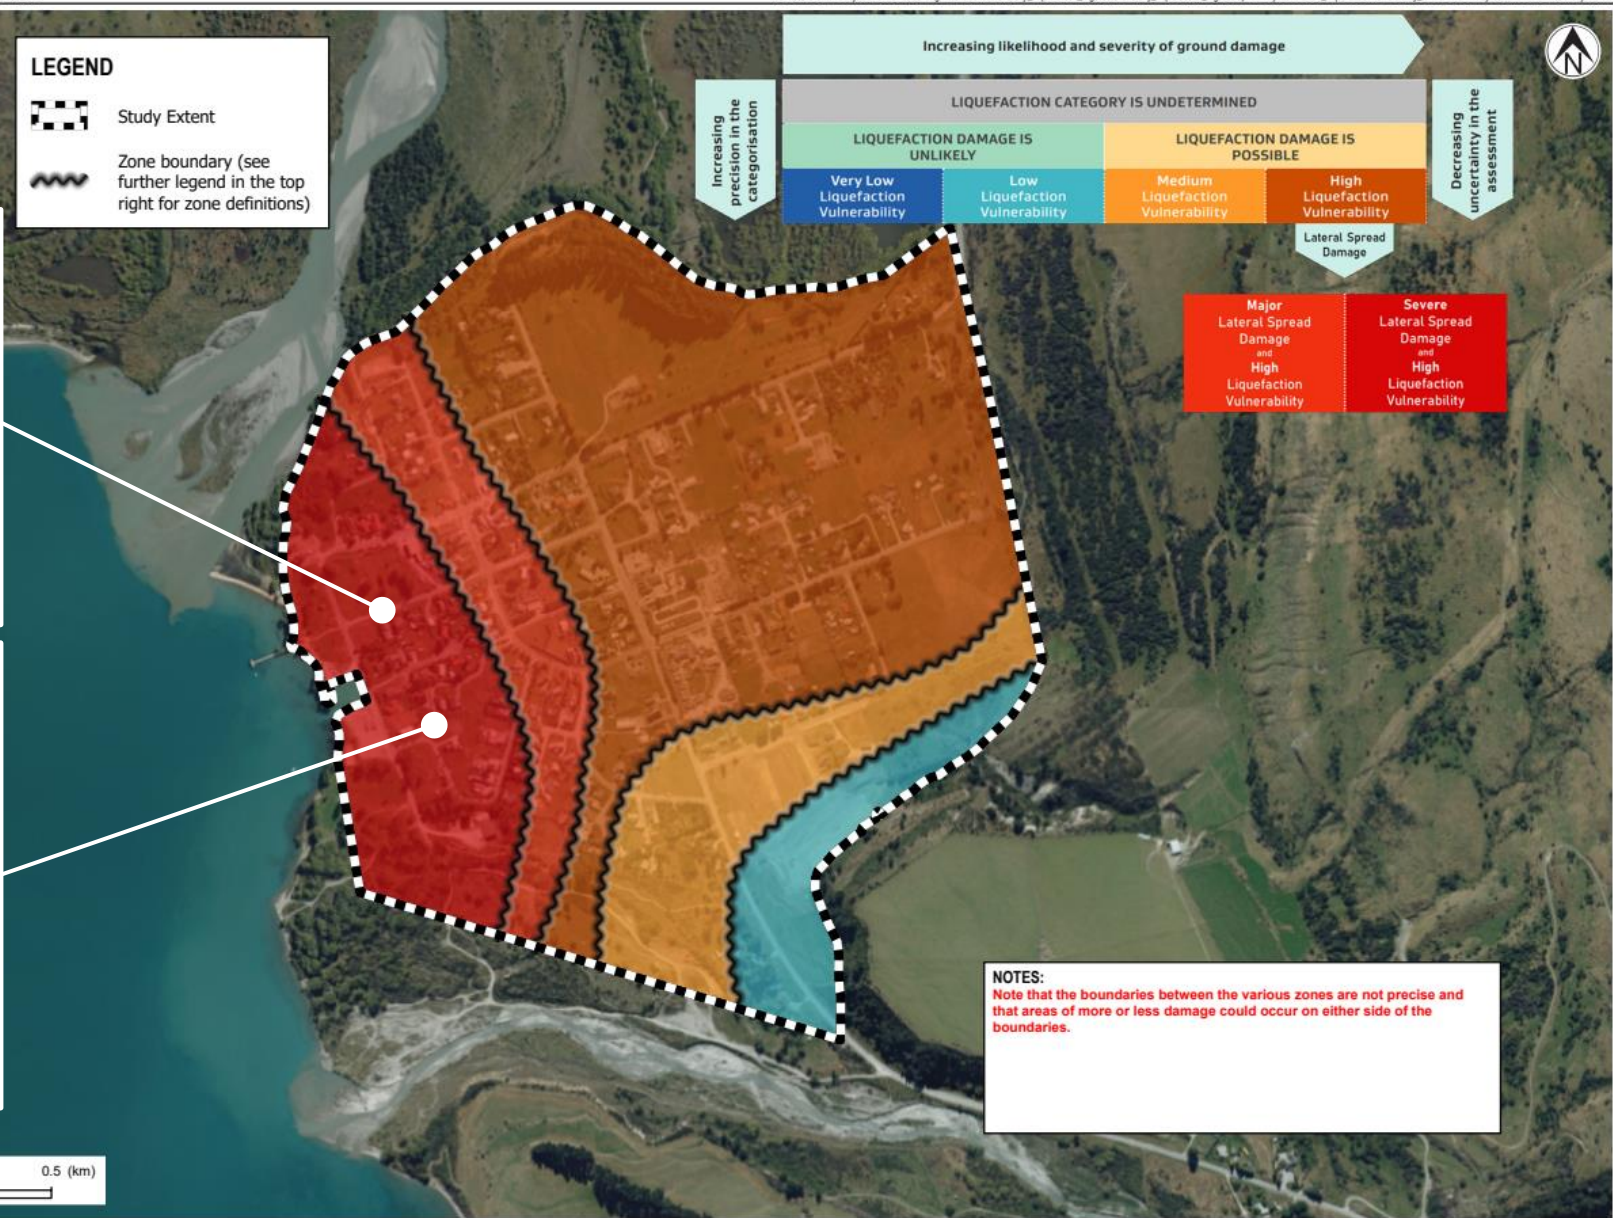 LEGEND
Study Extent
Zone boundary (see
further legend in the top
right for zone definitions)
Increasing likelihood and severity of ground damage
N
Increasing
precision in the
categorisation
LIQUEFACTION CATEGORY IS UNDETERMINED
LIQUEFACTION DAMAGE IS
UNLIKELY
LIQUEFACTION DAMAGE IS
POSSIBLE
Very Low
Liquefaction
Vulnerability
Low
Liquefaction
Vulnerability
Medium
Liquefaction
Vulnerability
High
Liquefaction
Vulnerability
Decreasing
uncertainty in the
assessment
Lateral Spread
Damage
Major
Lateral Spread
Damage
and
High
Liquefaction
Vulnerability
Severe
Lateral Spread
Damage
and
High
Liquefaction
Vulnerability
NOTES:
Note that the boundaries between the various zones are not precise and
that areas of more or less damage could occur on either side of the
boundaries.
0.5 (km)